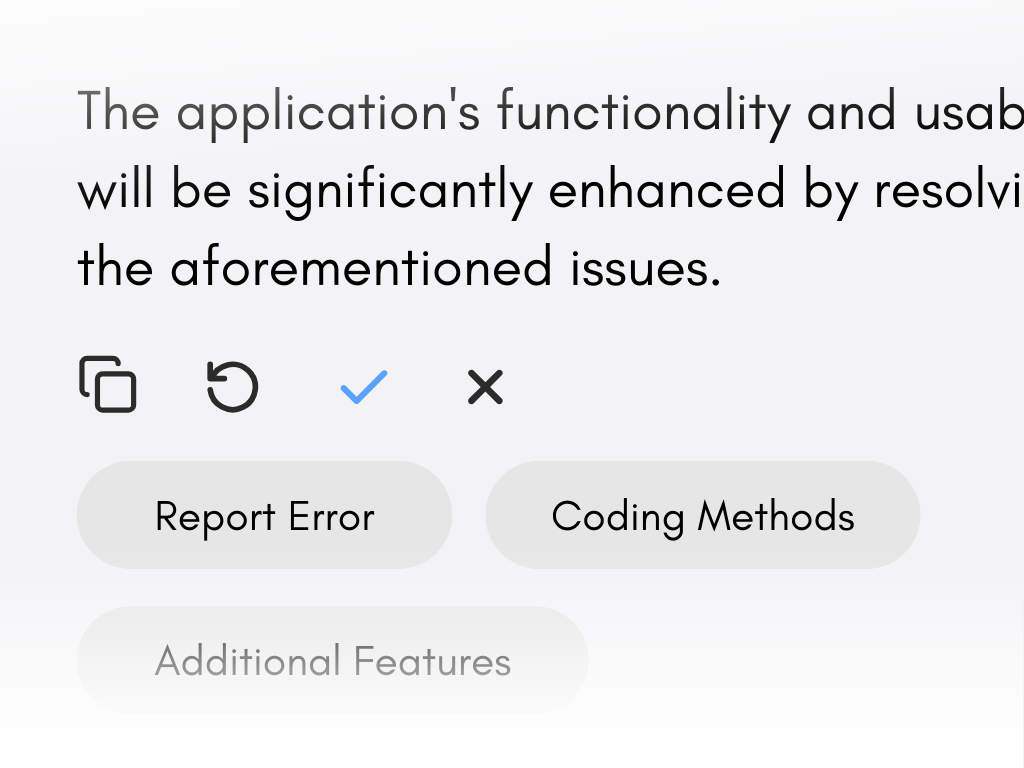 The application's functionality and usab
will be significantly enhanced by resolvi
the aforementioned issues.
Report Error
Coding Methods
Additional Features